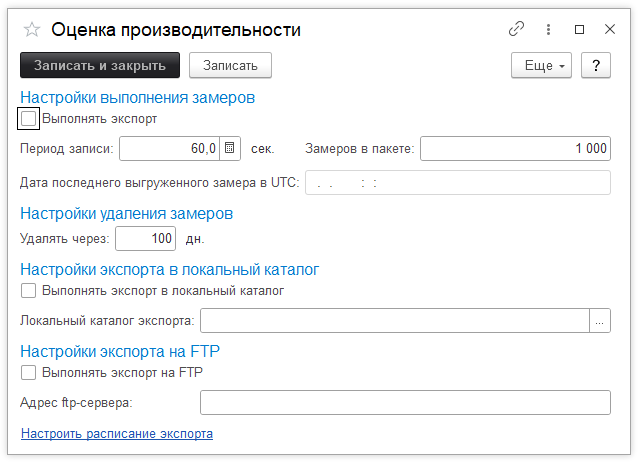 Оценка производительности
Записать и закрыть Записать Еще ?
Настройки выполнения замеров
Выполнять экспорт
Период записи: 60,0 сек. Замеров в пакете: 1 000
Дата последнего выгруженного замера в UTC: . . : :
Настройки удаления замеров
Удалять через: 100 дн.
Настройки экспорта в локальный каталог
Выполнять экспорт в локальный каталог
Локальный каталог экспорта: ...
Настройки экспорта на FTP
Выполнять экспорт на FTP
Адрес ftp-сервера:
Настроить расписание экспорта